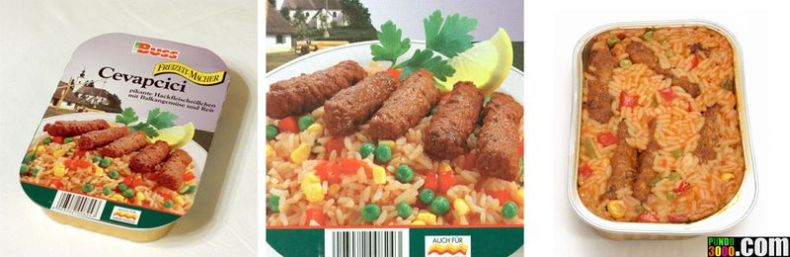 Buss
FREIZEIT-MACHER
Cevapcici
pikante Hackfleischröllchen
mit Balkangemüse und Reis
AUCH FÜR
PUNDO
3000.com